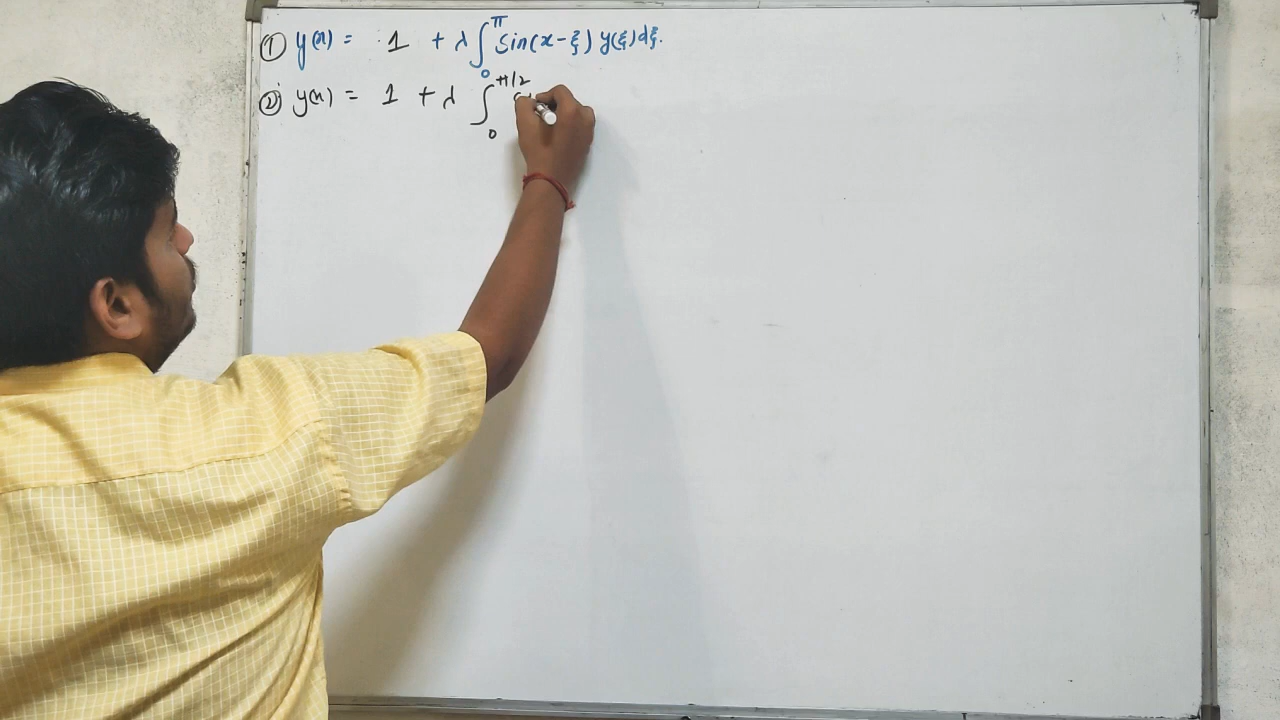 ① y(x) = 1 + λ∫₀^π Sin(x-ξ) y(ξ)dξ.
② y(x) = 1 + λ ∫₀^π/2